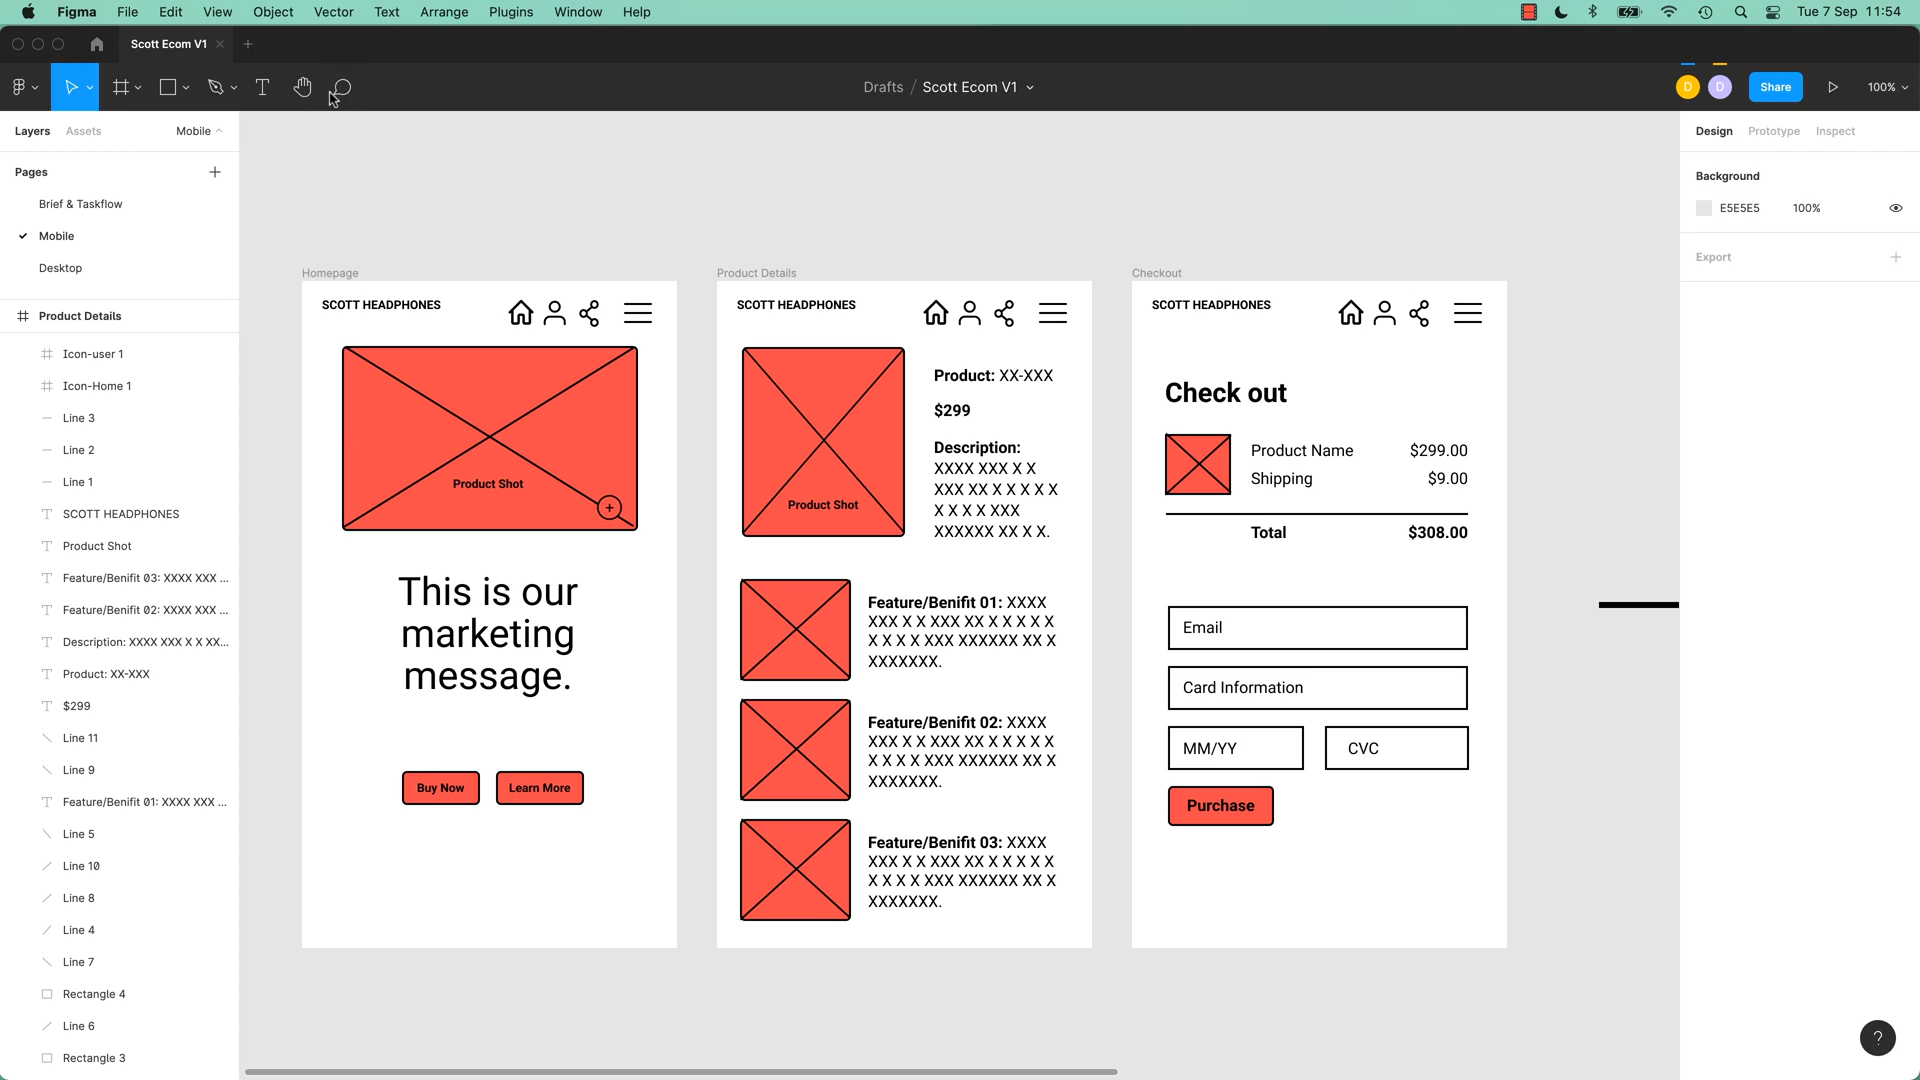 Figma File Edit View Object Vector Text Arrange Plugins Window Help Tue 7 Sep 11:54
Scott Ecom V1
Drafts / Scott Ecom V1
D D Share 100%
Layers Assets Mobile
Pages
Brief & Taskflow
Mobile
Desktop
Product Details
Icon-user 1
Icon-Home 1
Line 3
Line 2
Line 1
SCOTT HEADPHONES
Product Shot
Feature/Benifit 03: XXXX XXX ...
Feature/Benifit 02: XXXX XXX ...
Description: XXXX XXX X X XX...
Product: XX-XXX
$299
Line 11
Line 9
Feature/Benifit 01: XXXX XXX ...
Line 5
Line 10
Line 8
Line 4
Line 7
Rectangle 4
Line 6
Rectangle 3
Homepage
SCOTT HEADPHONES
Product Shot
+
This is our
marketing
message.
Buy Now
Learn More
Product Details
SCOTT HEADPHONES
Product Shot
Product: XX-XXX
$299
Description:
XXXX XXX X X
XXX XX X X X X X
X X X X XXX
XXXXXX XX X X.
Feature/Benifit 01: XXXX
XXX X X XXX XX X X X X X
X X X X XXX XXXXXX XX X
XXXXXXX.
Feature/Benifit 02: XXXX
XXX X X XXX XX X X X X X
X X X X XXX XXXXXX XX X
XXXXXXX.
Feature/Benifit 03: XXXX
XXX X X XXX XX X X X X X
X X X X XXX XXXXXX XX X
XXXXXXX.
Checkout
SCOTT HEADPHONES
Check out
Product Name $299.00
Shipping $9.00
Total $308.00
Email
Card Information
MM/YY
CVC
Purchase
Design Prototype Inspect
Background
E5E5E5 100%
Export
?